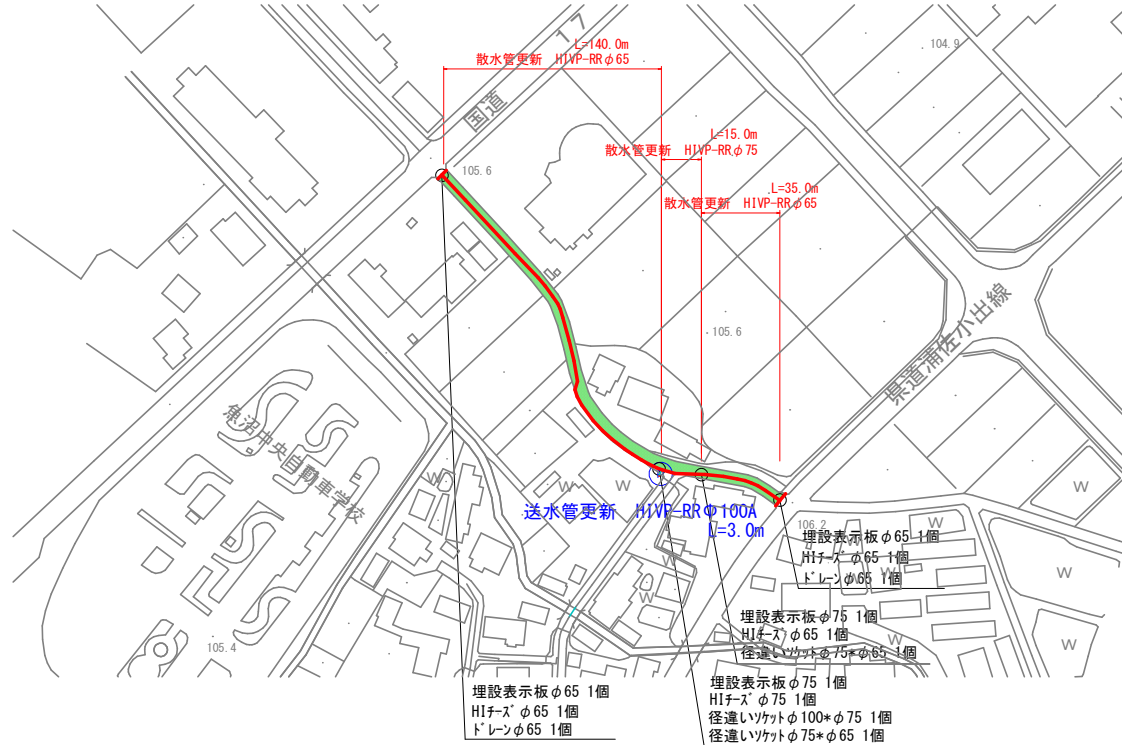 国道 17
104.9
L=140.0m
散水管更新 HIVP-RRφ65
L=15.0m
散水管更新 HIVP-RRφ75
L=35.0m
散水管更新 HIVP-RRφ65
105.6
105.6
県道浦佐小出線
魚沼中央自動車学校
W
W
W
W
W
W
W
W
W
W
W
W
送水管更新 HIVP-RRΦ100A
L=3.0m
106.2
埋設表示板φ65 1個
HIチーズφ65 1個
ドレーンφ65 1個
埋設表示板φ75 1個
HIチーズφ65 1個
径違いソケットφ75*φ65 1個
105.4
埋設表示板φ65 1個
HIチーズφ65 1個
ドレーンφ65 1個
埋設表示板φ75 1個
HIチーズφ75 1個
径違いソケットφ100*φ75 1個
径違いソケットφ75*φ65 1個